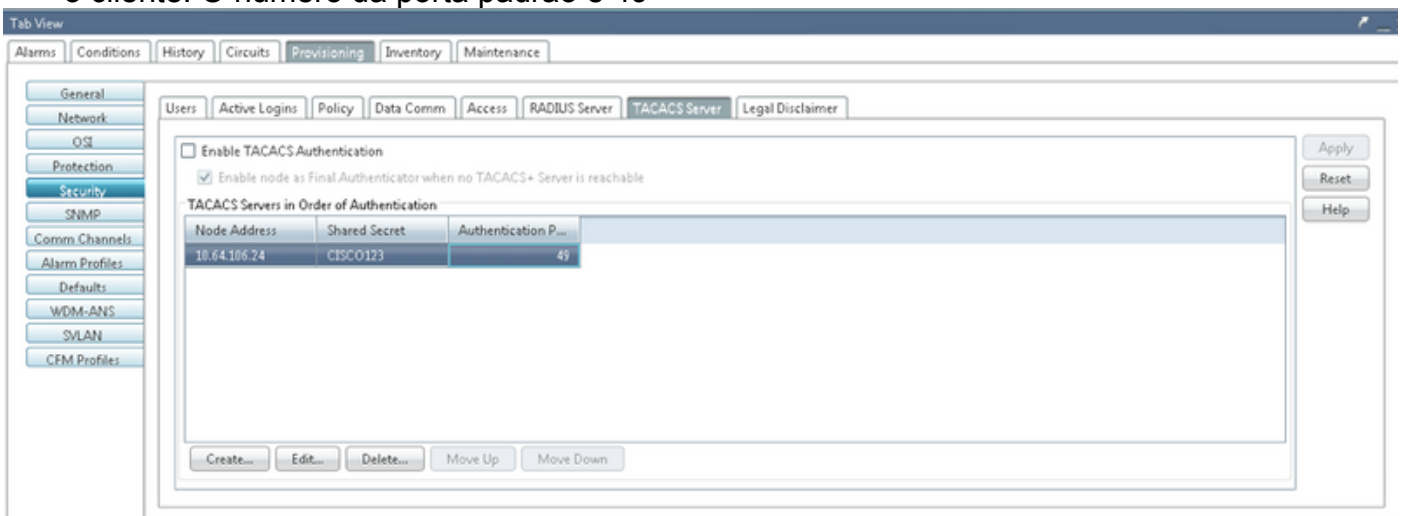 o cliente. O número da porta padrão é 49
Tab View
Alarms Conditions History Circuits Provisioning Inventory Maintenance
General
Network
OSI
Protection
Security
SNMP
Comm Channels
Alarm Profiles
Defaults
WDM-ANS
SVLAN
CFM Profiles
Users Active Logins Policy Data Comm Access RADIUS Server TACACS Server Legal Disclaimer
Enable TACACS Authentication
Enable node as Final Authenticator when no TACACS+ Server is reachable
TACACS Servers in Order of Authentication
Node Address Shared Secret Authentication P...
10.64.106.24 CISCO123 49
Create... Edit... Delete... Move Up Move Down
Apply
Reset
Help